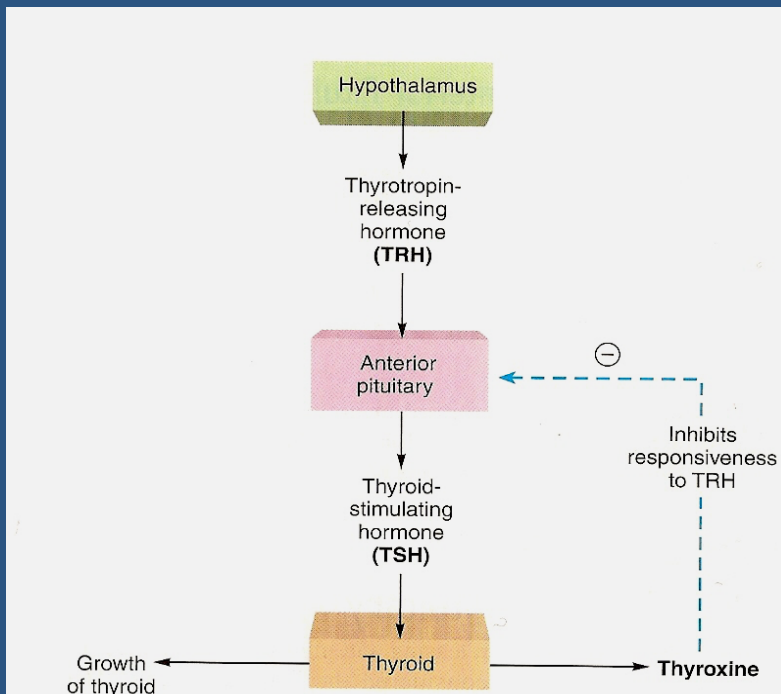 Hypothalamus
Thyrotropin-
releasing
hormone
(TRH)
Anterior
pituitary
Inhibits
responsiveness
to TRH
Thyroid-
stimulating
hormone
(TSH)
Growth
of thyroid
Thyroid
Thyroxine